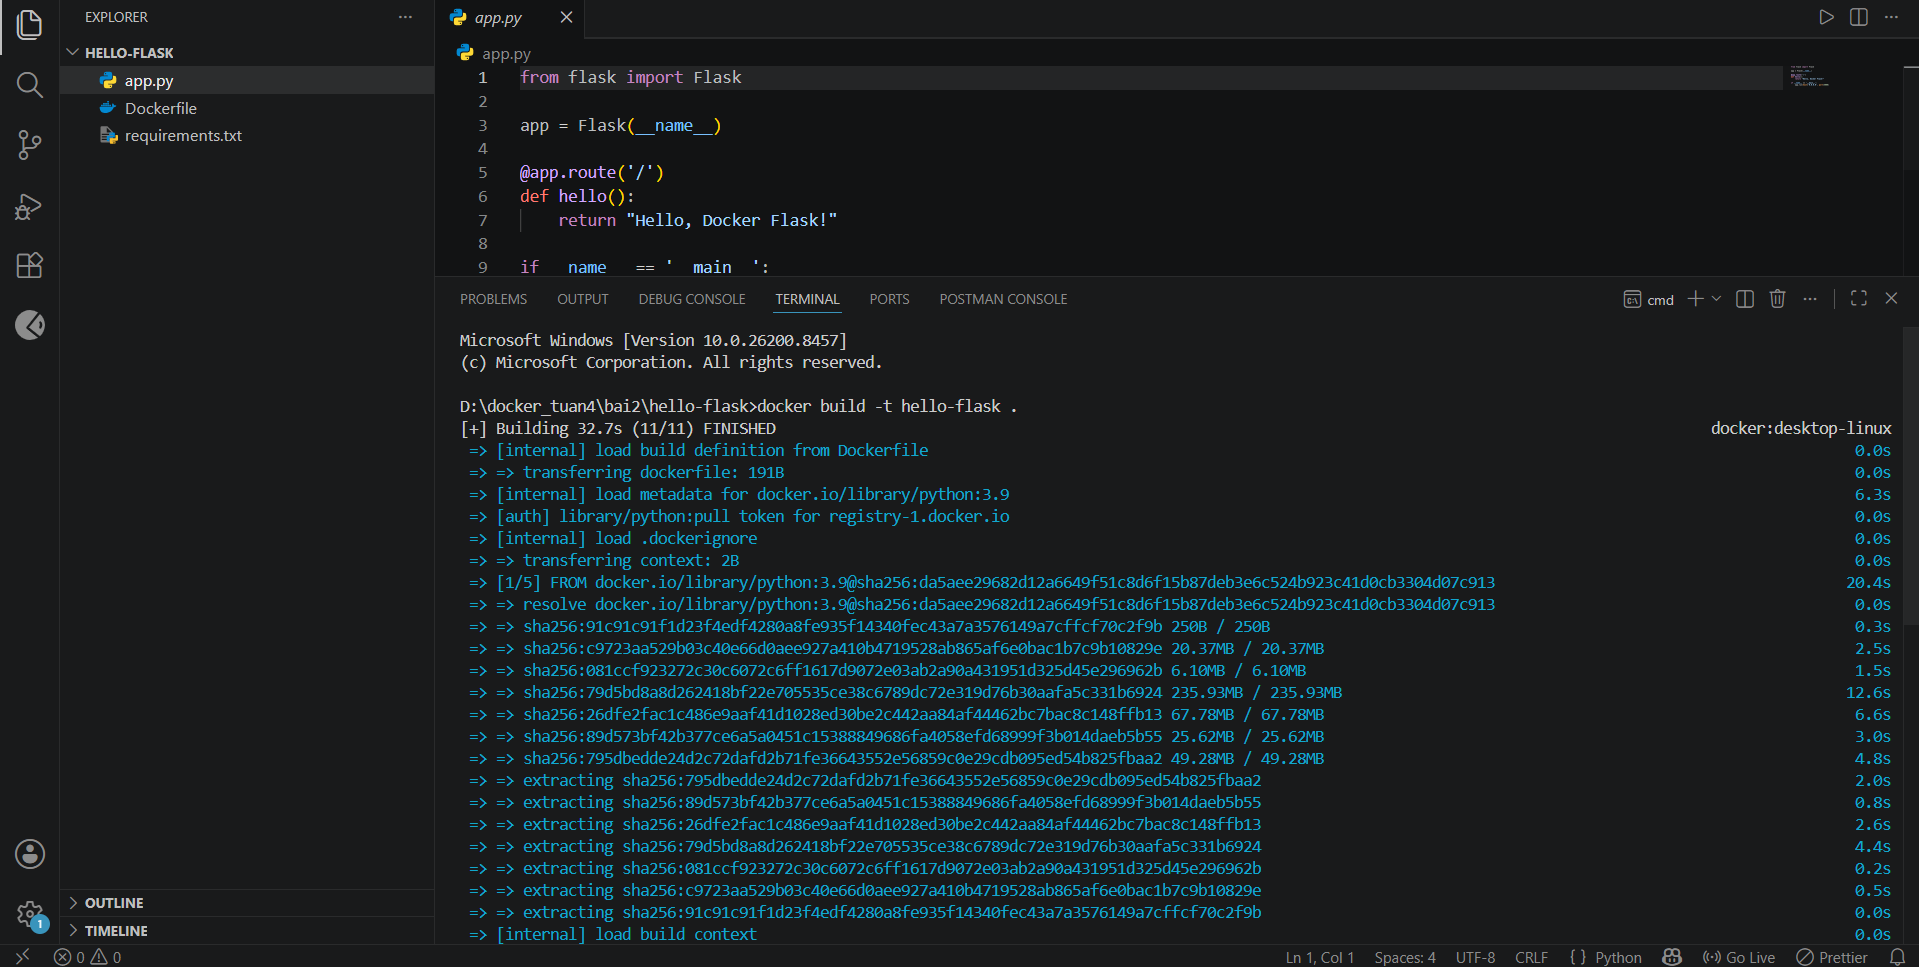 EXPLORER
HELLO-FLASK
app.py
Dockerfile
requirements.txt
OUTLINE
TIMELINE
app.py
app.py
1 from flask import Flask
2
3 app = Flask(__name__)
4
5 @app.route('/')
6 def hello():
7 return "Hello, Docker Flask!"
8
9 if __name__ == '__main__':
PROBLEMS OUTPUT DEBUG CONSOLE TERMINAL PORTS POSTMAN CONSOLE
cmd
Microsoft Windows [Version 10.0.26200.8457]
(c) Microsoft Corporation. All rights reserved.
D:\docker_tuan4\bai2\hello-flask>docker build -t hello-flask .
[+] Building 32.7s (11/11) FINISHED docker:desktop-linux
=> [internal] load build definition from Dockerfile 0.0s
=> => transferring dockerfile: 191B 0.0s
=> [internal] load metadata for docker.io/library/python:3.9 6.3s
=> [auth] library/python:pull token for registry-1.docker.io 0.0s
=> [internal] load .dockerignore 0.0s
=> => transferring context: 2B 0.0s
=> [1/5] FROM docker.io/library/python:3.9@sha256:da5aee29682d12a6649f51c8d6f15b87deb3e6c524b923c41d0cb3304d07c913 20.4s
=> => resolve docker.io/library/python:3.9@sha256:da5aee29682d12a6649f51c8d6f15b87deb3e6c524b923c41d0cb3304d07c913 0.0s
=> => sha256:91c91c91f1d23f4edf4280a8fe935f14340fec43a7a3576149a7cffcf70c2f9b 250B / 250B 0.3s
=> => sha256:c9723aa529b03c40e66d0aee927a410b4719528ab865af6e0bac1b7c9b10829e 20.37MB / 20.37MB 2.5s
=> => sha256:081ccf923272c30c6072c6ff1617d9072e03ab2a90a431951d325d45e296962b 6.10MB / 6.10MB 1.5s
=> => sha256:79d5bd8a8d262418bf22e705535ce38c6789dc72e319d76b30aafa5c331b6924 235.93MB / 235.93MB 12.6s
=> => sha256:26dfe2fac1c486e9aaf41d1028ed30be2c442aa84af44462bc7bac8c148ffb13 67.78MB / 67.78MB 6.6s
=> => sha256:89d573bf42b377ce6a5a0451c15388849686fa4058efd68999f3b014daeb5b55 25.62MB / 25.62MB 3.0s
=> => sha256:795dbedde24d2c72dafd2b71fe36643552e56859c0e29cdb095ed54b825fbaa2 49.28MB / 49.28MB 4.8s
=> => extracting sha256:795dbedde24d2c72dafd2b71fe36643552e56859c0e29cdb095ed54b825fbaa2 2.0s
=> => extracting sha256:89d573bf42b377ce6a5a0451c15388849686fa4058efd68999f3b014daeb5b55 0.8s
=> => extracting sha256:26dfe2fac1c486e9aaf41d1028ed30be2c442aa84af44462bc7bac8c148ffb13 2.6s
=> => extracting sha256:79d5bd8a8d262418bf22e705535ce38c6789dc72e319d76b30aafa5c331b6924 4.4s
=> => extracting sha256:081ccf923272c30c6072c6ff1617d9072e03ab2a90a431951d325d45e296962b 0.2s
=> => extracting sha256:c9723aa529b03c40e66d0aee927a410b4719528ab865af6e0bac1b7c9b10829e 0.5s
=> => extracting sha256:91c91c91f1d23f4edf4280a8fe935f14340fec43a7a3576149a7cffcf70c2f9b 0.0s
=> [internal] load build context 0.0s
1
0 0 Ln 1, Col 1 Spaces: 4 UTF-8 CRLF { } Python Go Live Prettier